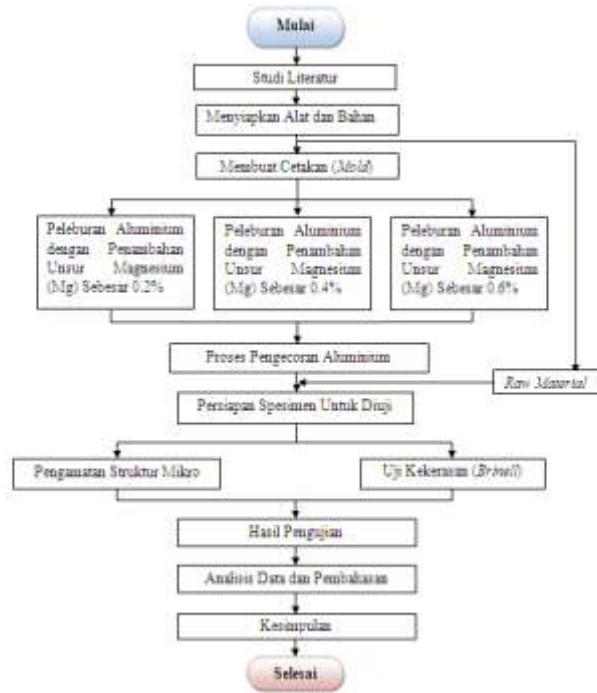 Mulai
Studi Literatur
Menyiapkan Alat dan Bahan
Membuat Cetakan (Mold)
Peleburan Aluminium
dengan Penambahan
Unsur Magnesium
(Mg) Sebesar 0.2%
Peleburan Aluminium
dengan Penambahan
Unsur Magnesium
(Mg) Sebesar 0.4%
Peleburan Aluminium
dengan Penambahan
Unsur Magnesium
(Mg) Sebesar 0.6%
Proses Pengecoran Aluminium
Raw Material
Persiapan Spesimen Untuk Diuji
Pengamatan Struktur Mikro
Uji Kekerasan (Brinell)
Hasil Pengujian
Analisis Data dan Pembahasan
Kesimpulan
Selesai